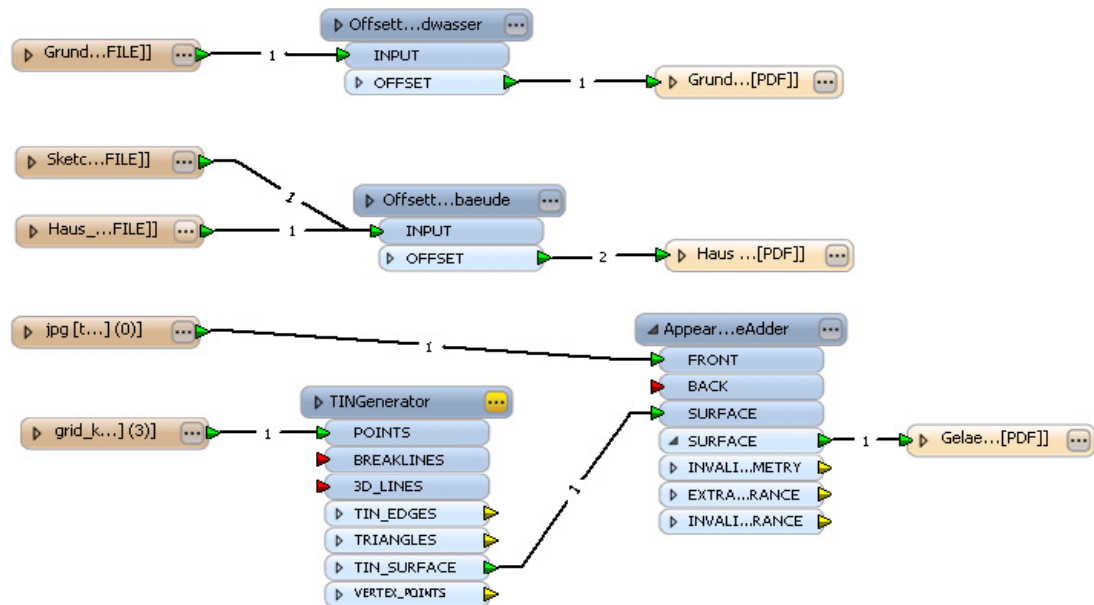 Offsett...dwasser
Grund...FILE]]
1
INPUT
OFFSET
1
Grund...[PDF]]
Sketc...FILE]]
1
Offsett...baeude
Haus_...FILE]]
1
INPUT
OFFSET
2
Haus ...[PDF]]
jpg [t...] (0)]
1
Appear...eAdder
FRONT
BACK
SURFACE
SURFACE
1
Gelae...[PDF]]
INVALI...METRY
EXTRA...RANCE
INVALI...RANCE
TINGenerator
grid_k...] (3)]
1
POINTS
BREAKLINES
3D_LINES
TIN_EDGES
TRIANGLES
TIN_SURFACE
1
VERTEX_POINTS